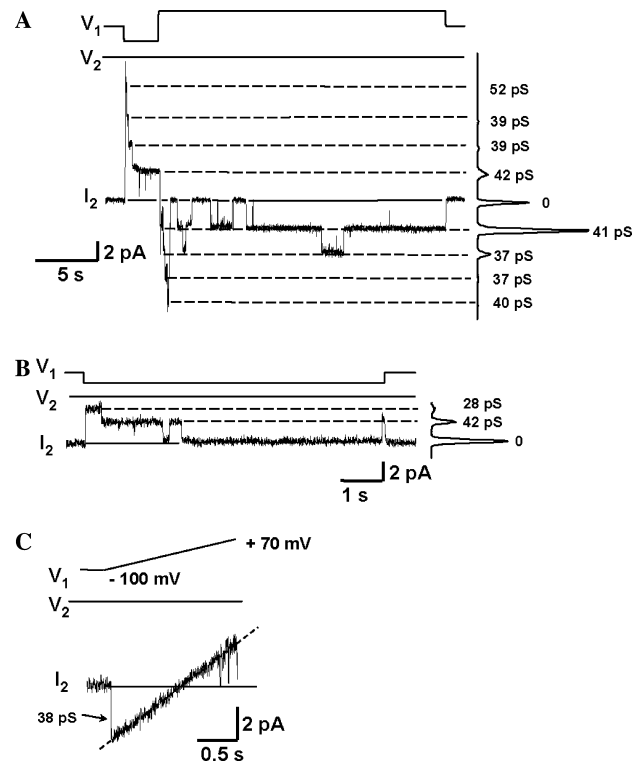 A
V1
V2
52 pS
39 pS
39 pS
42 pS
I2
0
41 pS
2 pA
37 pS
5 s
37 pS
40 pS
B
V1
V2
28 pS
42 pS
I2
0
2 pA
1 s
C
+ 70 mV
V1
- 100 mV
V2
I2
38 pS
2 pA
0.5 s